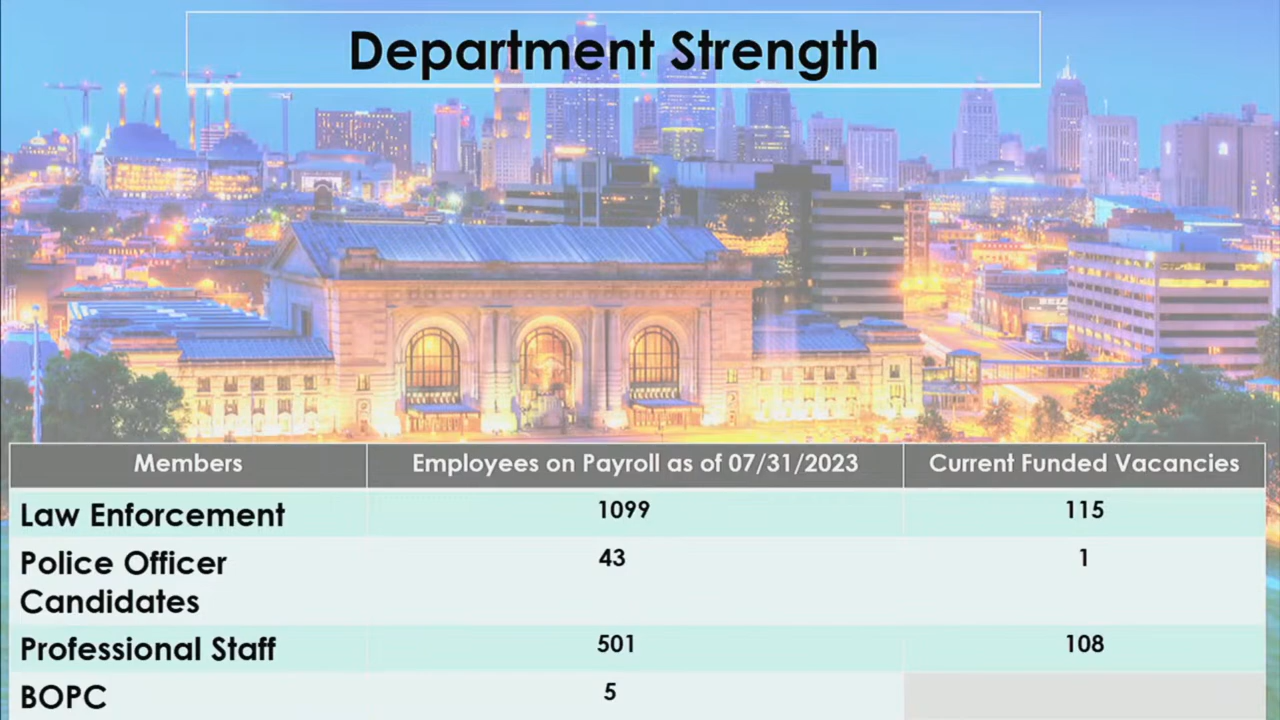 Department Strength
Members Employees on Payroll as of 07/31/2023 Current Funded Vacancies
Law Enforcement 1099 115
Police Officer 43 1
Candidates
Professional Staff 501 108
BOPC 5